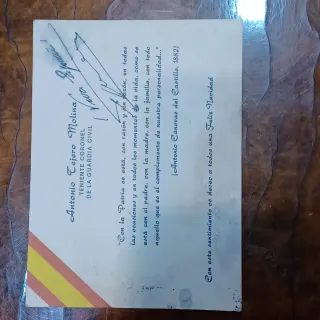 Antonio Tejero Molina
TENIENTE CORONEL
DE LA GUARDIA CIVIL
"Con la Patria se está, con razón y sin razón, en todas
las ocasiones y en todos los momentos de la vida, como se
está con el padre, con la madre, con la familia, con todo
aquello que es el complemento de nuestra personalidad..."
(Antonio Canovas del Castillo, 1882)
Con este sentimiento os deseo a todos una Feliz Navidad